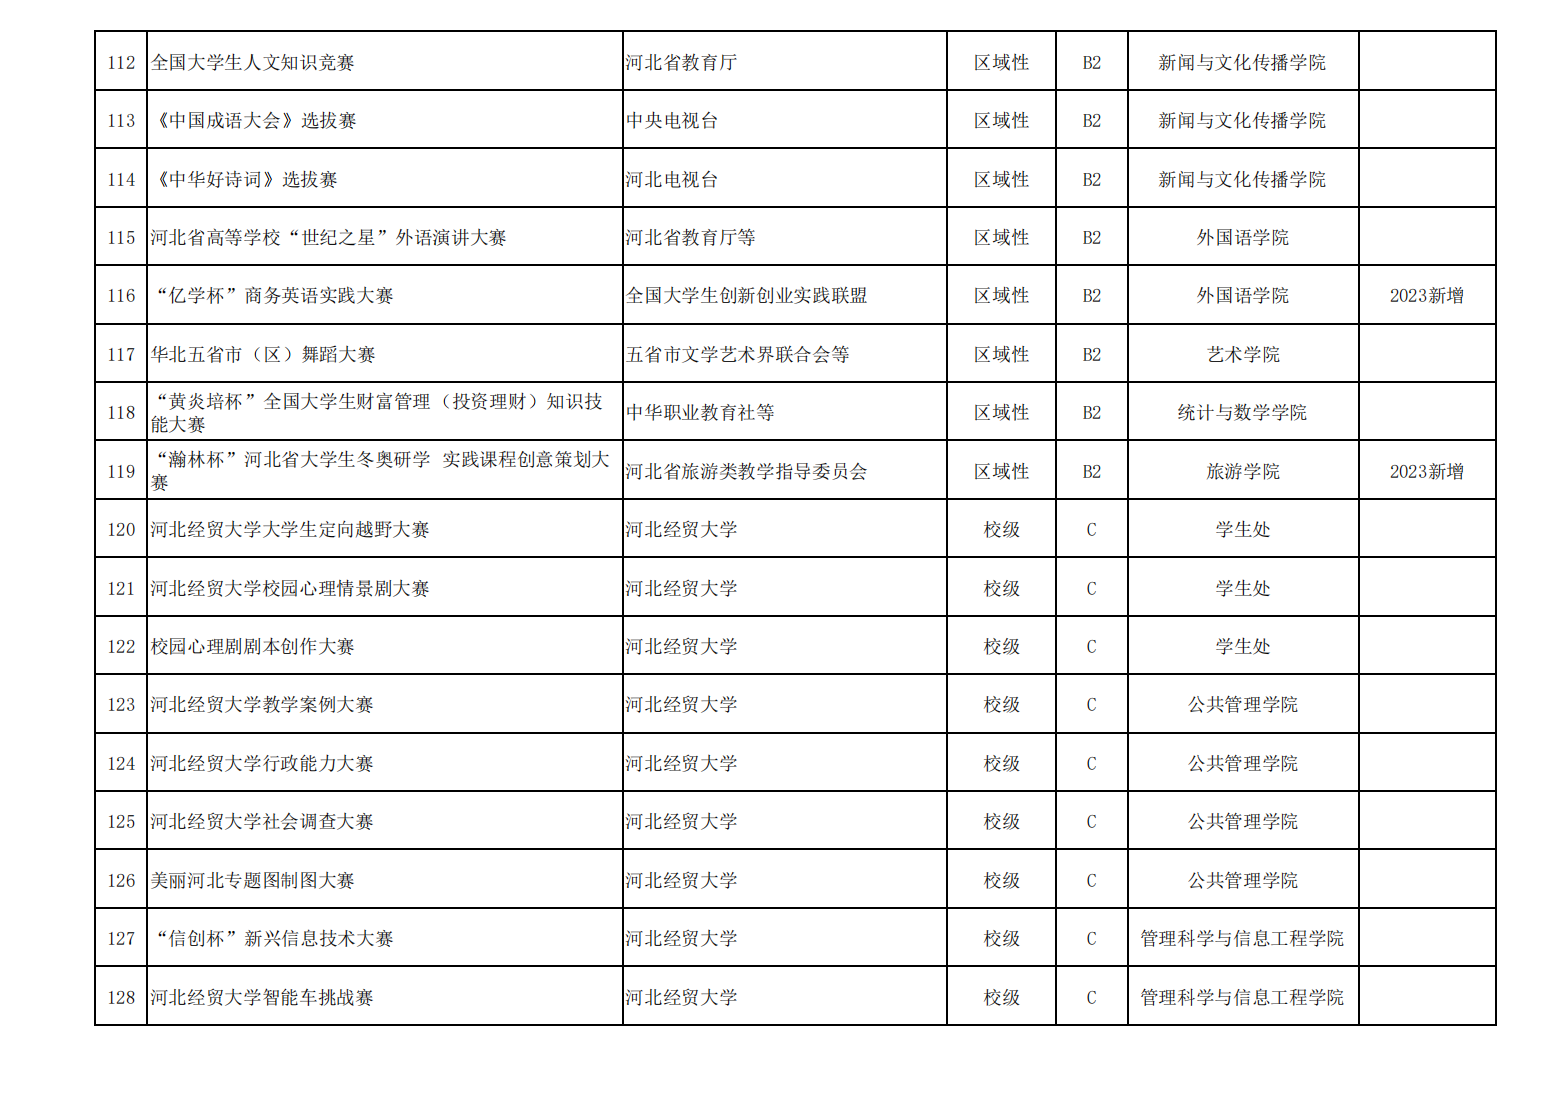 112 全国大学生人文知识竞赛 河北省教育厅 区域性 B2 新闻与文化传播学院
113 《中国成语大会》选拔赛 中央电视台 区域性 B2 新闻与文化传播学院
114 《中华好诗词》选拔赛 河北电视台 区域性 B2 新闻与文化传播学院
115 河北省高等学校“世纪之星”外语演讲大赛 河北省教育厅等 区域性 B2 外国语学院
116 “亿学杯”商务英语实践大赛 全国大学生创新创业实践联盟 区域性 B2 外国语学院 2023新增
117 华北五省市（区）舞蹈大赛 五省市文学艺术界联合会等 区域性 B2 艺术学院
118 “黄炎培杯”全国大学生财富管理（投资理财）知识技
能大赛 中华职业教育社等 区域性 B2 统计与数学学院
119 “瀚林杯”河北省大学生冬奥研学 实践课程创意策划大
赛 河北省旅游类教学指导委员会 区域性 B2 旅游学院 2023新增
120 河北经贸大学大学生定向越野大赛 河北经贸大学 校级 C 学生处
121 河北经贸大学校园心理情景剧大赛 河北经贸大学 校级 C 学生处
122 校园心理剧剧本创作大赛 河北经贸大学 校级 C 学生处
123 河北经贸大学教学案例大赛 河北经贸大学 校级 C 公共管理学院
124 河北经贸大学行政能力大赛 河北经贸大学 校级 C 公共管理学院
125 河北经贸大学社会调查大赛 河北经贸大学 校级 C 公共管理学院
126 美丽河北专题图制图大赛 河北经贸大学 校级 C 公共管理学院
127 “信创杯”新兴信息技术大赛 河北经贸大学 校级 C 管理科学与信息工程学院
128 河北经贸大学智能车挑战赛 河北经贸大学 校级 C 管理科学与信息工程学院